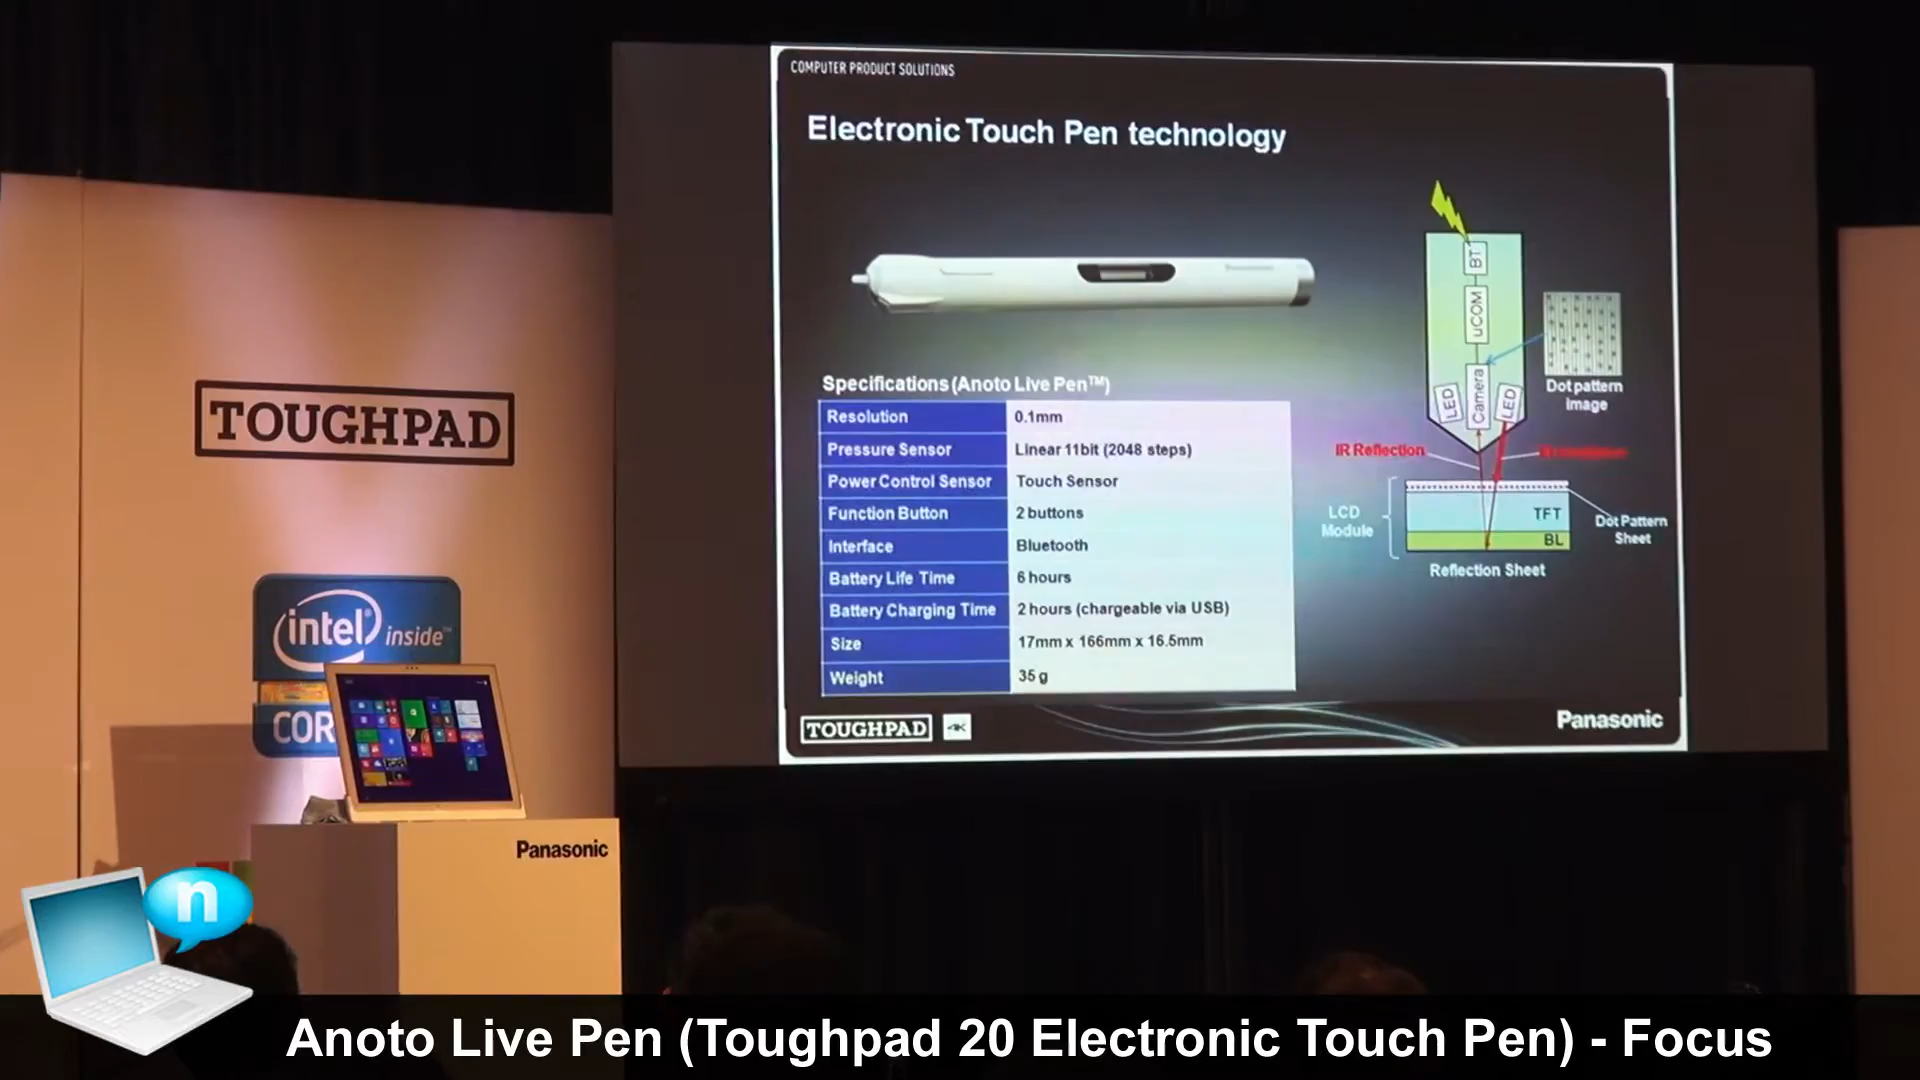 COMPUTER PRODUCT SOLUTIONS
Electronic Touch Pen technology
Specifications (Anoto Live Pen™)
Resolution 0.1mm
Pressure Sensor Linear 11bit (2048 steps)
Power Control Sensor Touch Sensor
Function Button 2 buttons
Interface Bluetooth
Battery Life Time 6 hours
Battery Charging Time 2 hours (chargeable via USB)
Size 17mm x 166mm x 16.5mm
Weight 35 g
BT
uCOM
Camera
LED
LED
Dot pattern
image
IR Reflection
LCD
Module
TFT
BL
Dot Pattern
Sheet
Reflection Sheet
TOUGHPAD 4K
Panasonic
TOUGHPAD
intel® inside™
COR
Panasonic
n
Anoto Live Pen (Toughpad 20 Electronic Touch Pen) - Focus